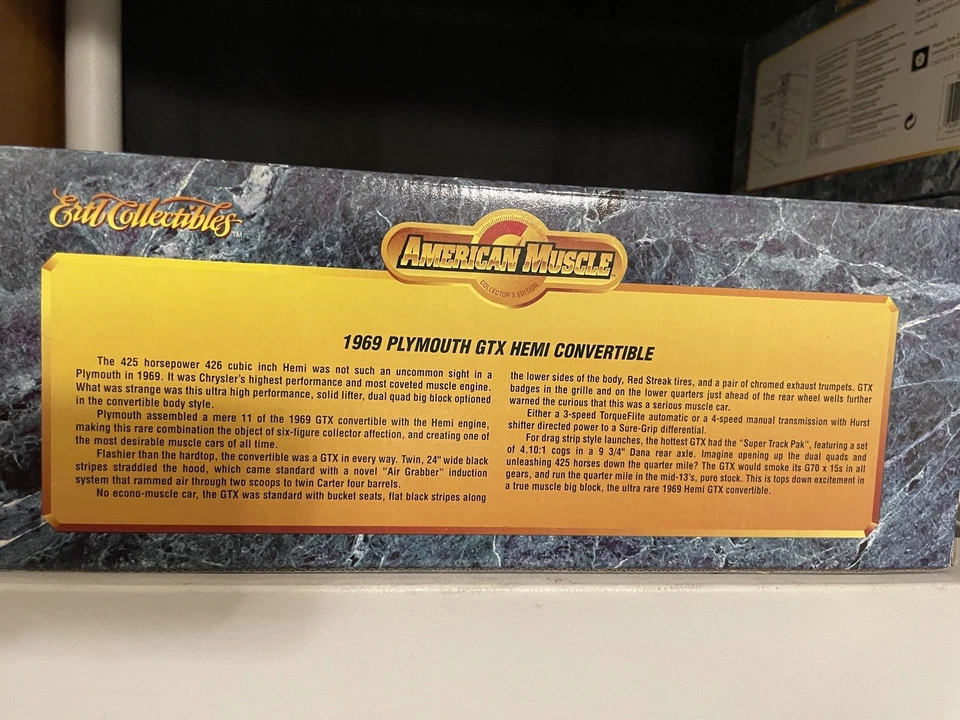 Ertl Collectibles™
AMERICAN MUSCLE
COLLECTOR'S EDITION
1969 PLYMOUTH GTX HEMI CONVERTIBLE
The 425 horsepower 426 cubic inch Hemi was not such an uncommon sight in a
Plymouth in 1969. It was Chrysler's highest performance and most coveted muscle engine.
What was strange was this ultra high performance, solid lifter, dual quad big block optioned
in the convertible body style.
Plymouth assembled a mere 11 of the 1969 GTX convertible with the Hemi engine,
making this rare combination the object of six-figure collector affection, and creating one of
the most desirable muscle cars of all time.
Flashier than the hardtop, the convertible was a GTX in every way. Twin, 24" wide black
stripes straddled the hood, which came standard with a novel "Air Grabber" induction
system that rammed air through two scoops to twin Carter four barrels.
No econo-muscle car, the GTX was standard with bucket seats, flat black stripes along
the lower sides of the body, Red Streak tires, and a pair of chromed exhaust trumpets. GTX
badges in the grille and on the lower quarters just ahead of the rear wheel wells further
warned the curious that this was a serious muscle car.
Either a 3-speed TorqueFlite automatic or a 4-speed manual transmission with Hurst
shifter directed power to a Sure-Grip differential.
For drag strip style launches, the hottest GTX had the "Super Track Pak", featuring a set
of 4.10:1 cogs in a 9 3/4" Dana rear axle. Imagine opening up the dual quads and
unleashing 425 horses down the quarter mile? The GTX would smoke its G70 x 15s in all
gears, and run the quarter mile in the mid-13's, pure stock. This is tops down excitement in
a true muscle big block, the ultra rare 1969 Hemi GTX convertible.